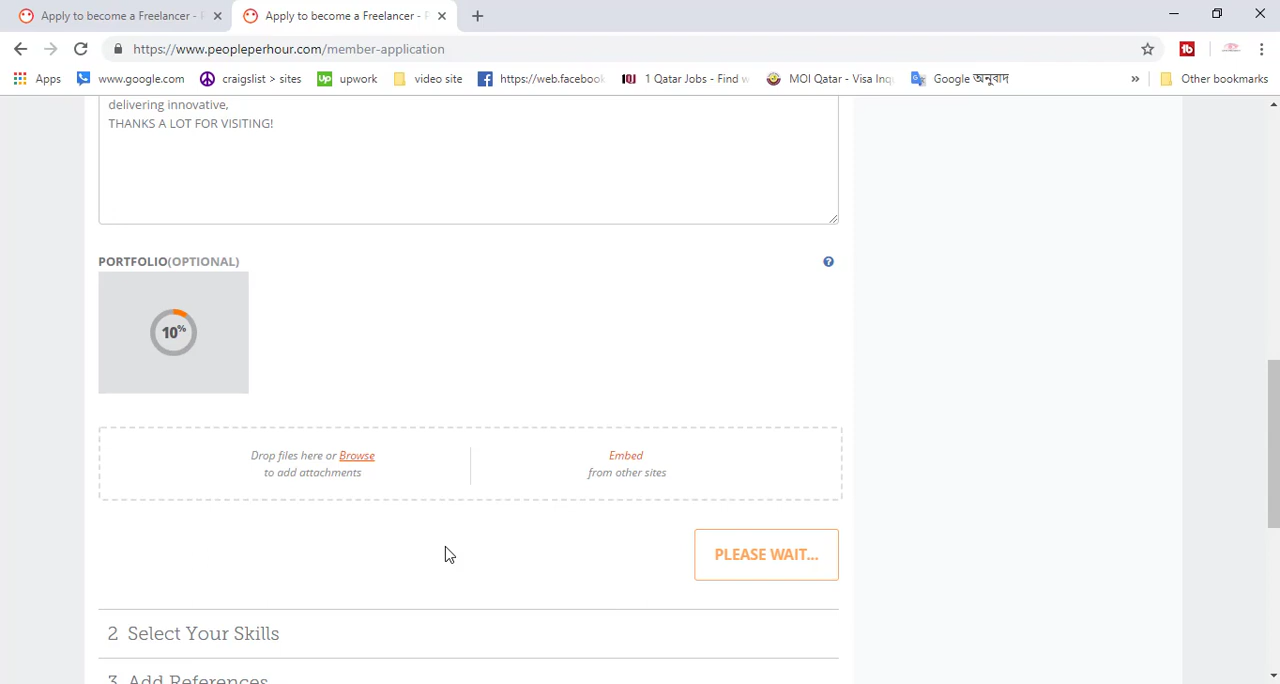 Apply to become a Freelancer - P
Apply to become a Freelancer - P
https://www.peopleperhour.com/member-application
Apps
www.google.com
craigslist > sites
Up
upwork
video site
https://web.facebook
1 Qatar Jobs - Find w
MOI Qatar - Visa Inqu
Google অনুবাদ
»
Other bookmarks
delivering innovative,
THANKS A LOT FOR VISITING!
PORTFOLIO(OPTIONAL)
?
10%
Drop files here or Browse
to add attachments
Embed
from other sites
PLEASE WAIT...
2 Select Your Skills
3 Add References